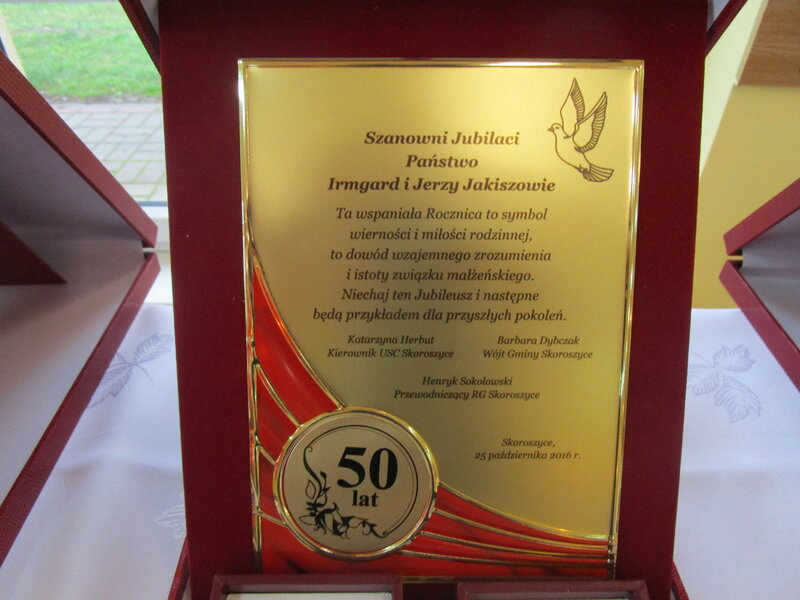 Szanowni Jubilaci
Państwo
Irmgard i Jerzy Jakiszowie
Ta wspaniała Rocznica to symbol
wierności i miłości rodzinnej,
to dowód wzajemnego zrozumienia
i istoty związku małżeńskiego.
Niechaj ten Jubileusz i następne
będą przykładem dla przyszłych pokoleń.
Katarzyna Herbut
Kierownik USC Skoroszyce
Barbara Dybczak
Wójt Gminy Skoroszyce
Henryk Sokołowski
Przewodniczący RG Skoroszyce
Skoroszyce,
25 października 2016 r.
50
lat